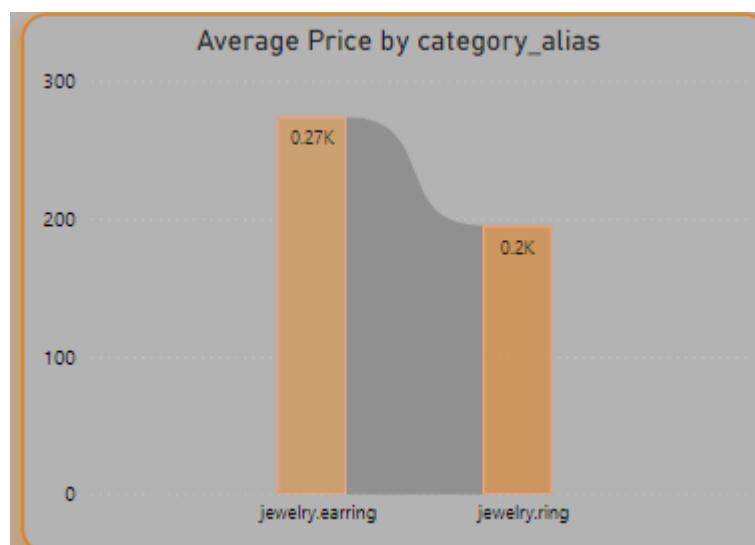 Average Price by category_alias
300
0.27K
200
0.2K
100
0
jewelry.earring
jewelry.ring